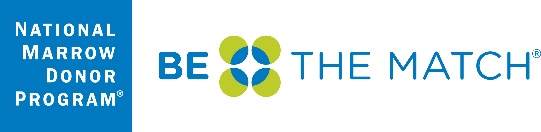 NATIONAL
MARROW
DONOR
PROGRAM®
BE THE MATCH®